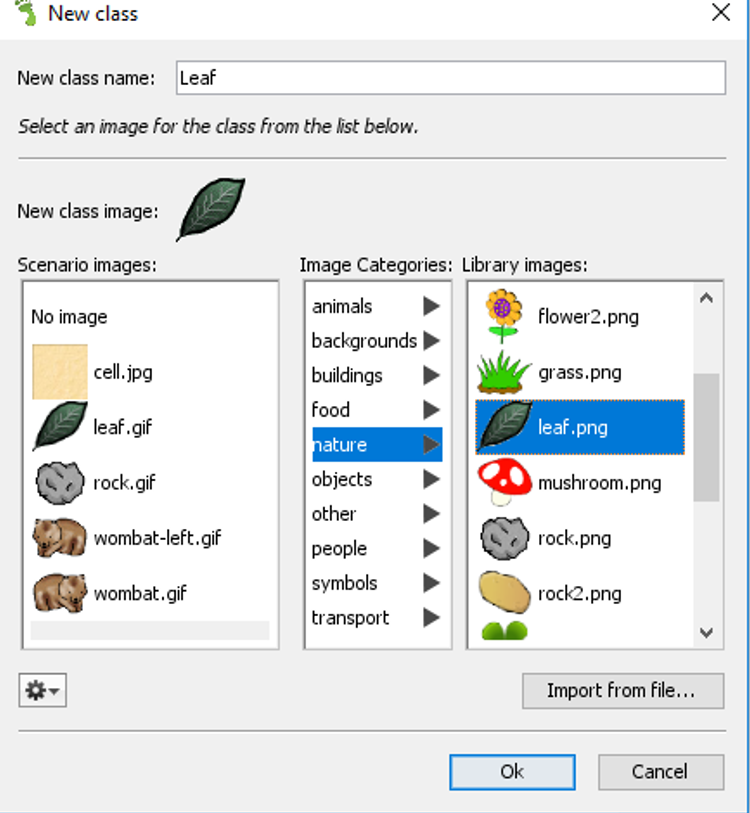 New class
New class name: Leaf
Select an image for the class from the list below.
New class image:
Scenario images:
No image
cell.jpg
leaf.gif
rock.gif
wombat-left.gif
wombat.gif
Image Categories:
animals
backgrounds
buildings
food
nature
objects
other
people
symbols
transport
Library images:
flower2.png
grass.png
leaf.png
mushroom.png
rock.png
rock2.png
Import from file...
Ok
Cancel